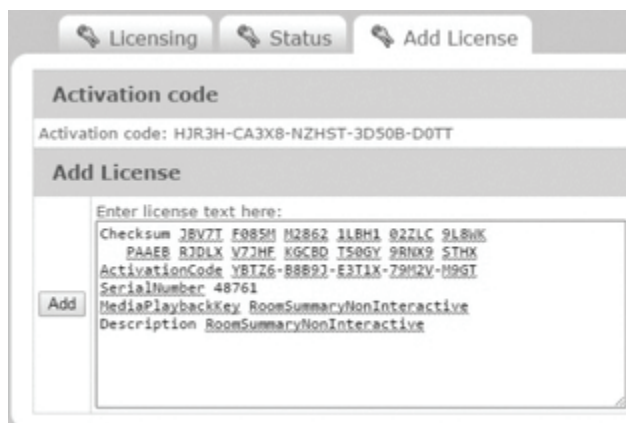 Licensing Status Add License
Activation code
Activation code: HJR3H-CA3X8-NZHST-3D50B-D0TT
Add License
Enter license text here:
Checksum JBV7T F085M M2862 1LBH1 02ZLC 9L8WK
PAAEB RJDLX V7JHF KGCBD T50GY 9RNX9 STHX
ActivationCode YBTZ6-B8B9J-E3T1X-79M2V-M9GT
SerialNumber 48761
Add
MediaPlaybackKey RoomSummaryNonInteractive
Description RoomSummaryNonInteractive